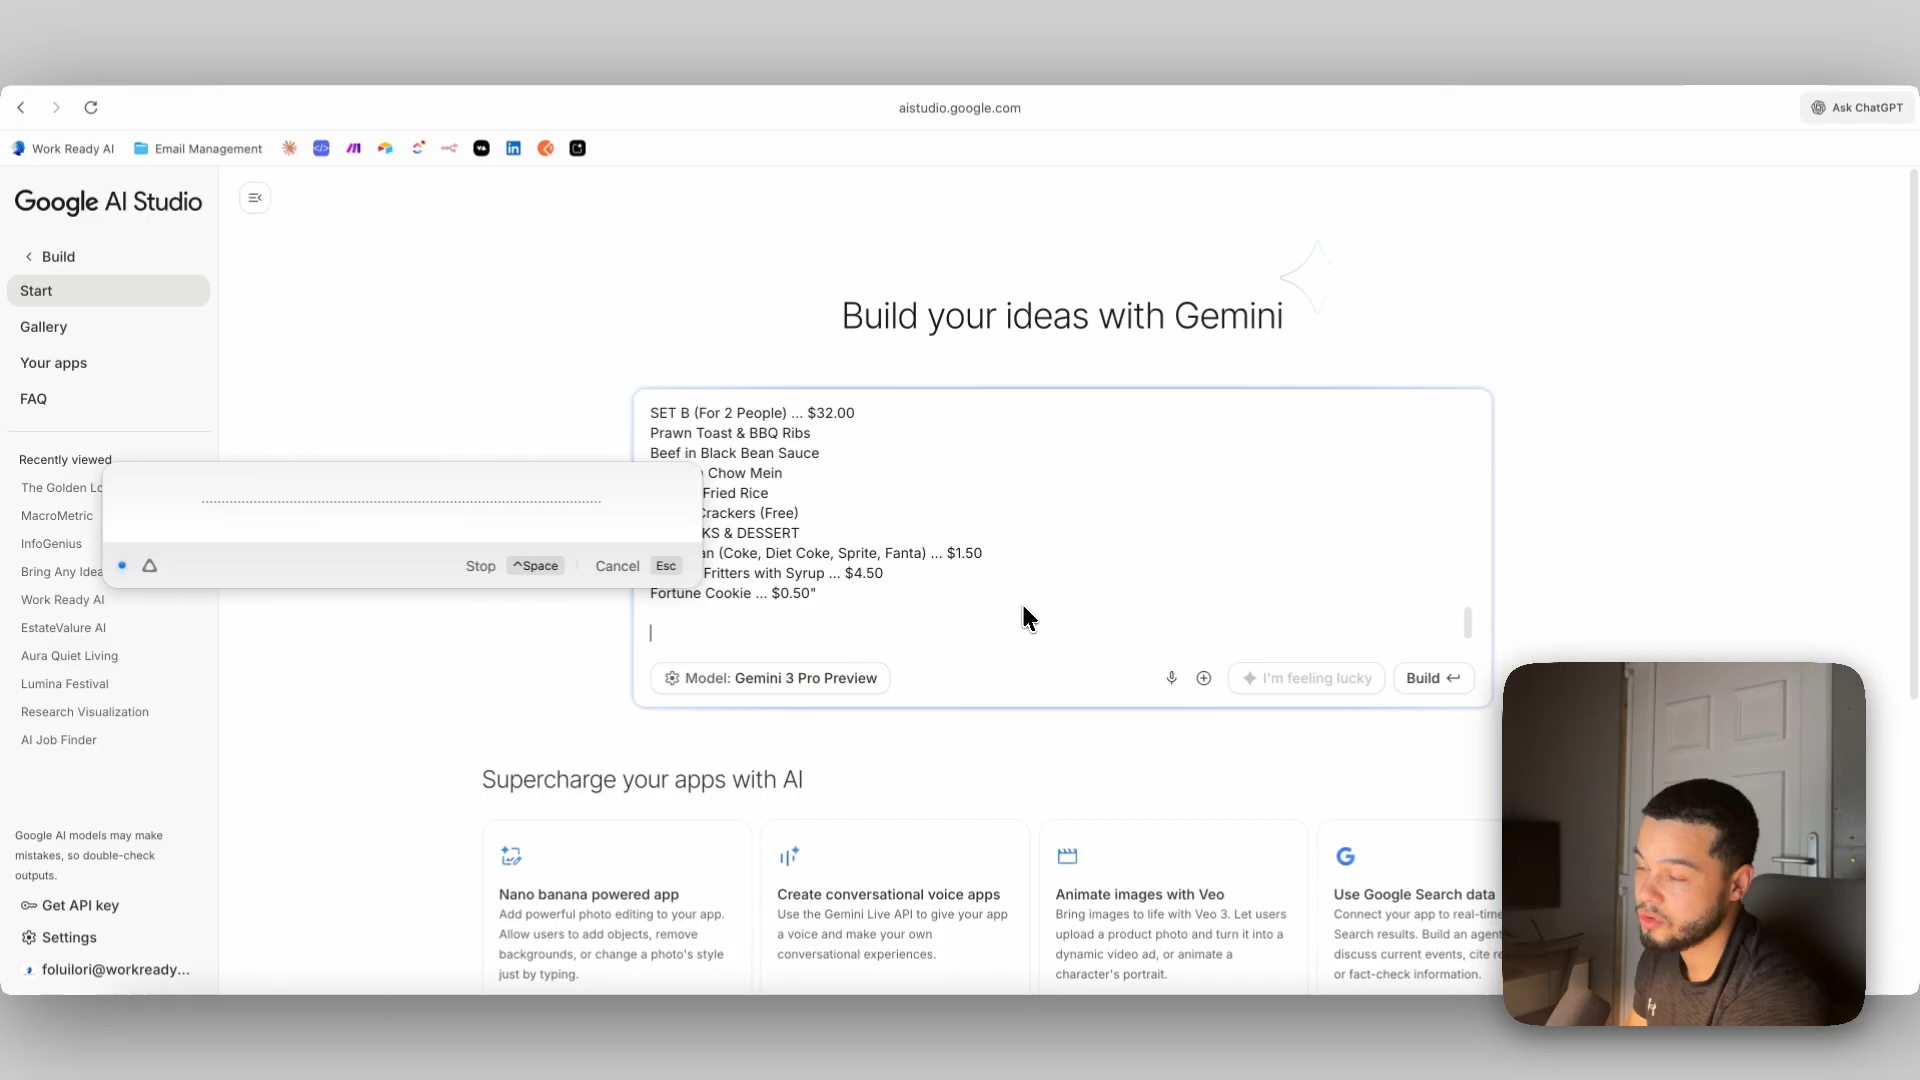 aistudio.google.com
Ask ChatGPT
Work Ready AI
Email Management
Google AI Studio
Build
Start
Gallery
Your apps
FAQ
Recently viewed
The Golden Lo
MacroMetric
InfoGenius
Bring Any Idea
Work Ready AI
EstateValure AI
Aura Quiet Living
Lumina Festival
Research Visualization
AI Job Finder
Google AI models may make
mistakes, so double-check
outputs.
Get API key
Settings
foluilori@workready...
Stop ^Space Cancel Esc
Build your ideas with Gemini
SET B (For 2 People) ... $32.00
Prawn Toast & BBQ Ribs
Beef in Black Bean Sauce
Chow Mein
Fried Rice
Crackers (Free)
KS & DESSERT
an (Coke, Diet Coke, Sprite, Fanta) ... $1.50
Fritters with Syrup ... $4.50
Fortune Cookie ... $0.50"
Model: Gemini 3 Pro Preview
I'm feeling lucky
Build
Supercharge your apps with AI
Nano banana powered app
Add powerful photo editing to your app.
Allow users to add objects, remove
backgrounds, or change a photo's style
just by typing.
Create conversational voice apps
Use the Gemini Live API to give your app
a voice and make your own
conversational experiences.
Animate images with Veo
Bring images to life with Veo 3. Let users
upload a product photo and turn it into a
dynamic video ad, or animate a
character's portrait.
Use Google Search data
Connect your app to real-time
Search results. Build an agent
discuss current events, cite re
or fact-check information.